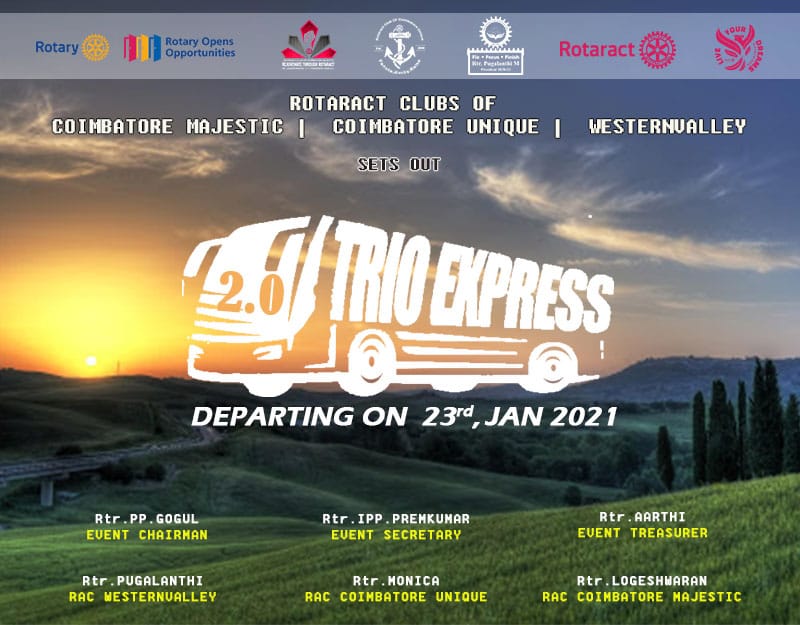 Rotary
Rotary Opens
Opportunities
Fix - Focus - Finish
Rtr. Pugalanthi M
Rotaract
LIVE YOUR DREAMS
ROTARACT CLUBS OF
COIMBATORE MAJESTIC | COIMBATORE UNIQUE | WESTERNVALLEY
SETS OUT
2.0 TRIO EXPRESS
DEPARTING ON 23rd, JAN 2021
Rtr.PP.GOGUL
EVENT CHAIRMAN
Rtr.IPP.PREMKUMAR
EVENT SECRETARY
Rtr.AARTHI
EVENT TREASURER
Rtr.PUGALANTHI
RAC WESTERNVALLEY
Rtr.MONICA
RAC COIMBATORE UNIQUE
Rtr.LOGESHWARAN
RAC COIMBATORE MAJESTIC